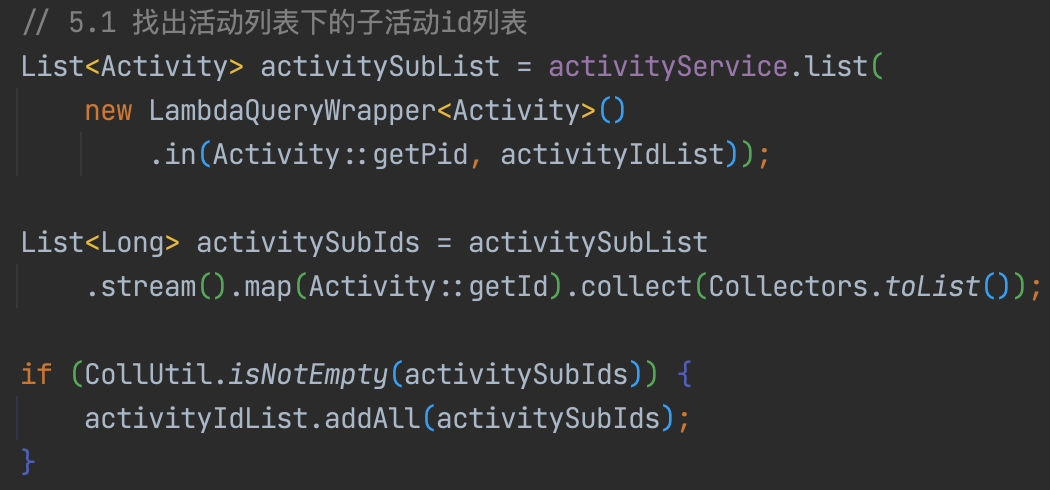 // 5.1 找出活动列表下的子活动id列表
List<Activity> activitySubList = activityService.list(
new LambdaQueryWrapper<Activity>()
.in(Activity::getPid, activityIdList));
List<Long> activitySubIds = activitySubList
.stream().map(Activity::getId).collect(Collectors.toList());
if (CollUtil.isNotEmpty(activitySubIds)) {
activityIdList.addAll(activitySubIds);
}